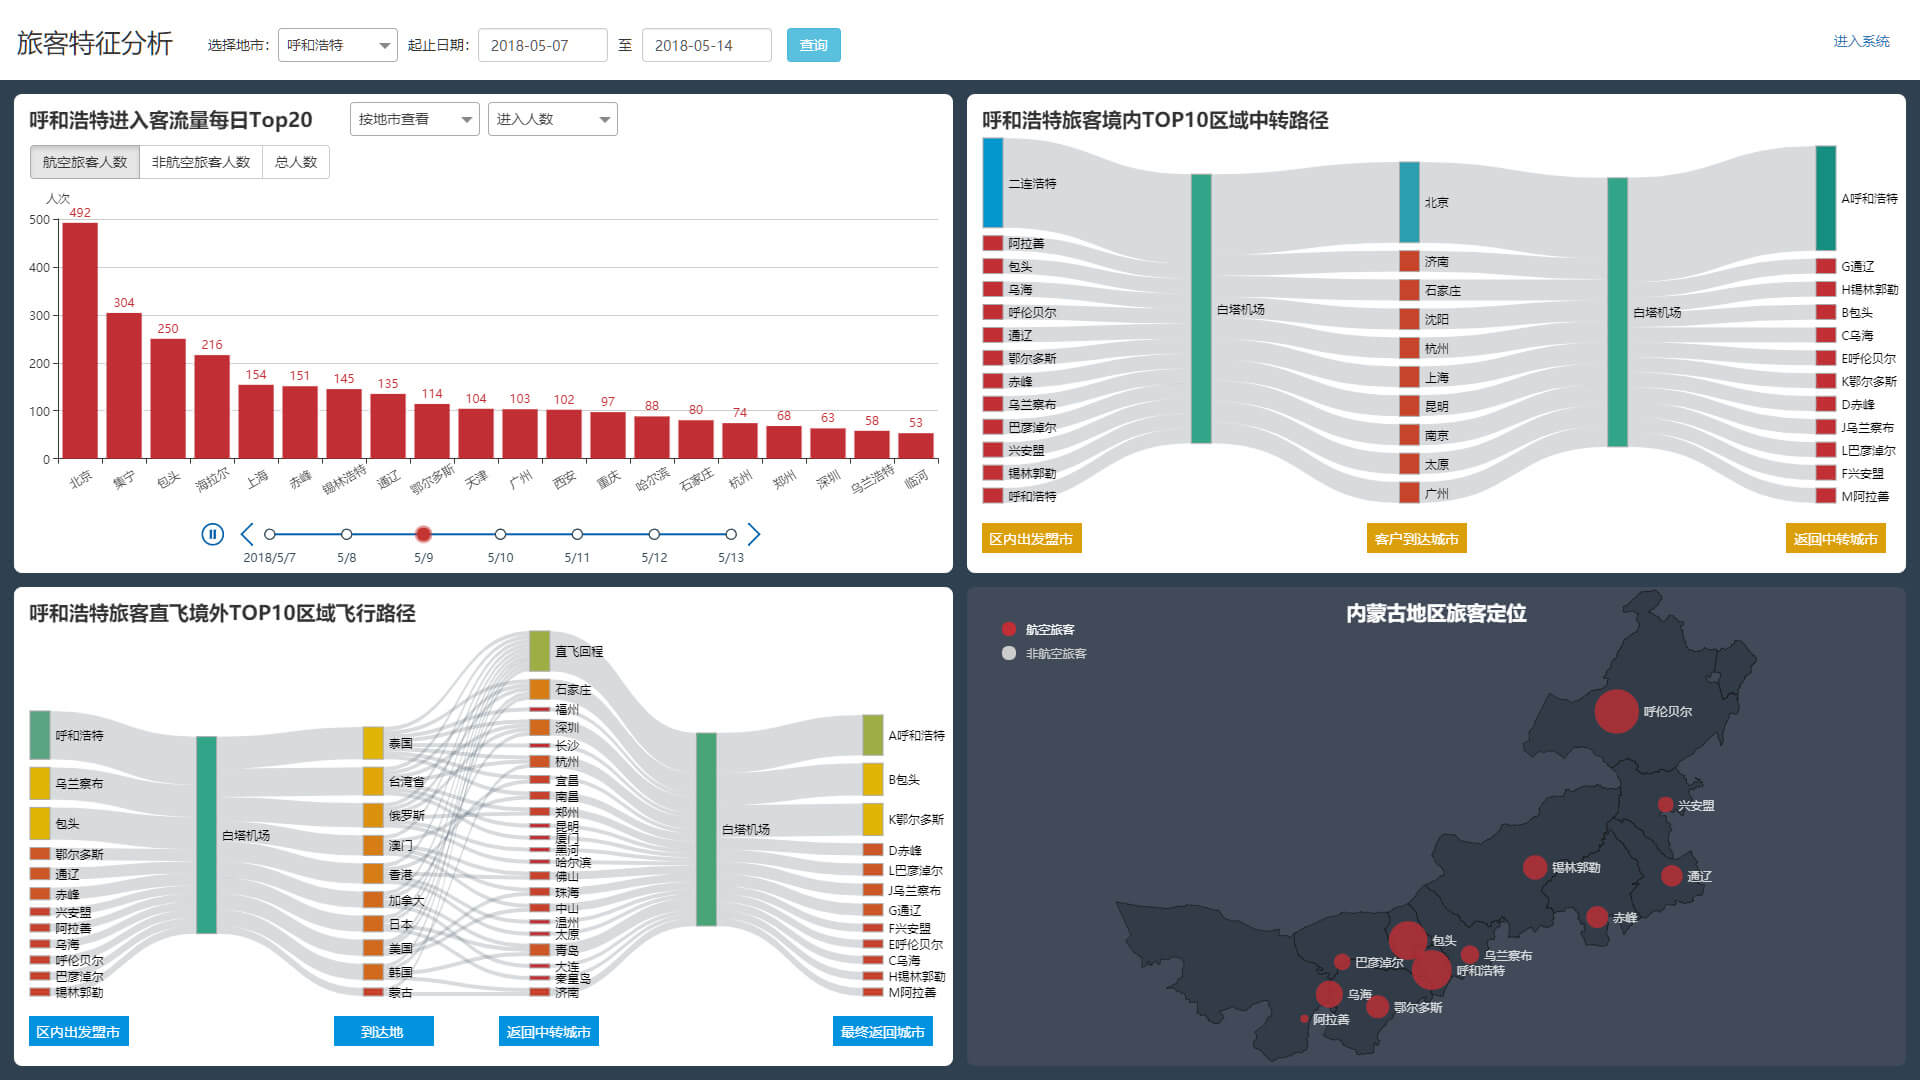 旅客特征分析
选择地市:
呼和浩特
起止日期:
2018-05-07
至
2018-05-14
查询
进入系统
呼和浩特进入客流量每日Top20
按地市查看
进入人数
航空旅客人数
非航空旅客人数
总人数
人次
500
400
300
200
100
0
492
304
250
216
154
151
145
135
114
104
103
102
97
88
80
74
68
63
58
53
北京
集宁
包头
海拉尔
上海
赤峰
锡林浩特
通辽
鄂尔多斯
天津
广州
西安
重庆
哈尔滨
石家庄
杭州
郑州
深圳
乌兰浩特
临河
2018/5/7
5/8
5/9
5/10
5/11
5/12
5/13
呼和浩特旅客境内TOP10区域中转路径
二连浩特
阿拉善
包头
乌海
呼伦贝尔
通辽
鄂尔多斯
赤峰
乌兰察布
巴彦淖尔
兴安盟
锡林郭勒
呼和浩特
白塔机场
北京
济南
石家庄
沈阳
杭州
上海
昆明
南京
太原
广州
白塔机场
A呼和浩特
G通辽
H锡林郭勒
B包头
C乌海
E呼伦贝尔
K鄂尔多斯
D赤峰
J乌兰察布
L巴彦淖尔
F兴安盟
M阿拉善
区内出发盟市
客户到达城市
返回中转城市
呼和浩特旅客直飞境外TOP10区域飞行路径
呼和浩特
乌兰察布
包头
鄂尔多斯
通辽
赤峰
兴安盟
阿拉善
乌海
呼伦贝尔
巴彦淖尔
锡林郭勒
白塔机场
泰国
台湾省
俄罗斯
澳门
香港
加拿大
日本
美国
韩国
蒙古
直飞回程
石家庄
福州
深圳
长沙
杭州
宜昌
南昌
郑州
昆明
厦门
黑河
哈尔滨
佛山
珠海
中山
温州
太原
青岛
大连
秦皇岛
济南
白塔机场
A呼和浩特
B包头
K鄂尔多斯
D赤峰
L巴彦淖尔
J乌兰察布
G通辽
F兴安盟
E呼伦贝尔
C乌海
H锡林郭勒
M阿拉善
区内出发盟市
到达地
返回中转城市
最终返回城市
内蒙古地区旅客定位
航空旅客
非航空旅客
呼伦贝尔
兴安盟
锡林郭勒
通辽
赤峰
包头
乌兰察布
巴彦淖尔
呼和浩特
乌海
鄂尔多斯
阿拉善